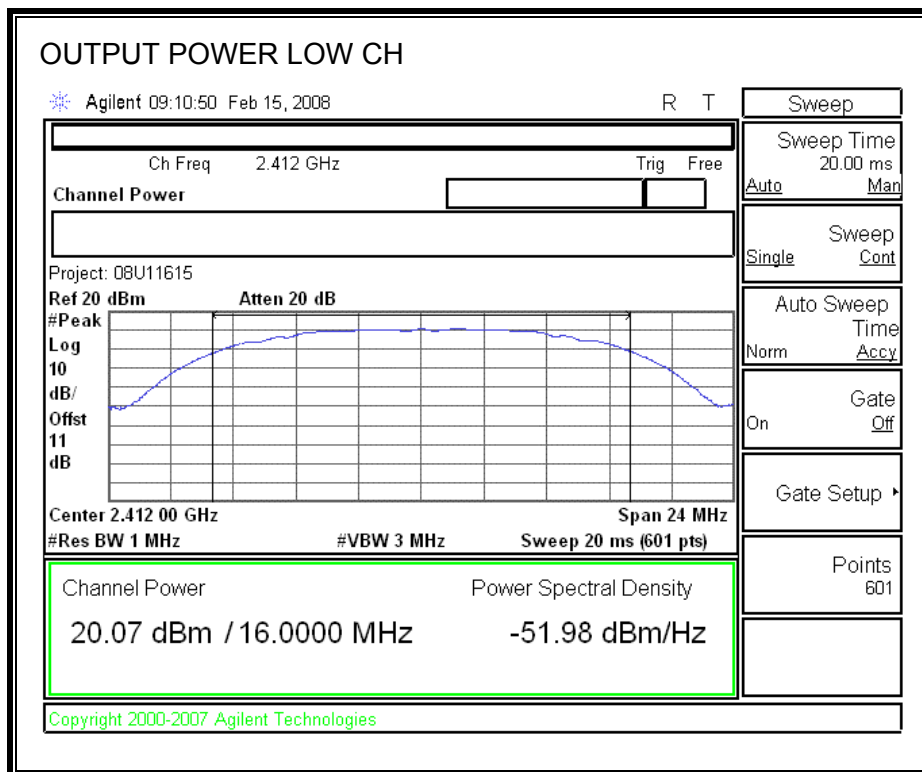 OUTPUT POWER LOW CH
Agilent 09:10:50 Feb 15, 2008 R T
Ch Freq 2.412 GHz Trig Free
Channel Power
Project: 08U11615
Ref 20 dBm Atten 20 dB
#Peak
Log
10
dB/
Offst
11
dB
Center 2.412 00 GHz Span 24 MHz
#Res BW 1 MHz #VBW 3 MHz Sweep 20 ms (601 pts)
Channel Power Power Spectral Density
20.07 dBm / 16.0000 MHz -51.98 dBm/Hz
Copyright 2000-2007 Agilent Technologies
Sweep
Sweep Time
20.00 ms
Auto Man
Sweep
Single Cont
Auto Sweep
Time
Norm Accy
Gate
On Off
Gate Setup
Points
601